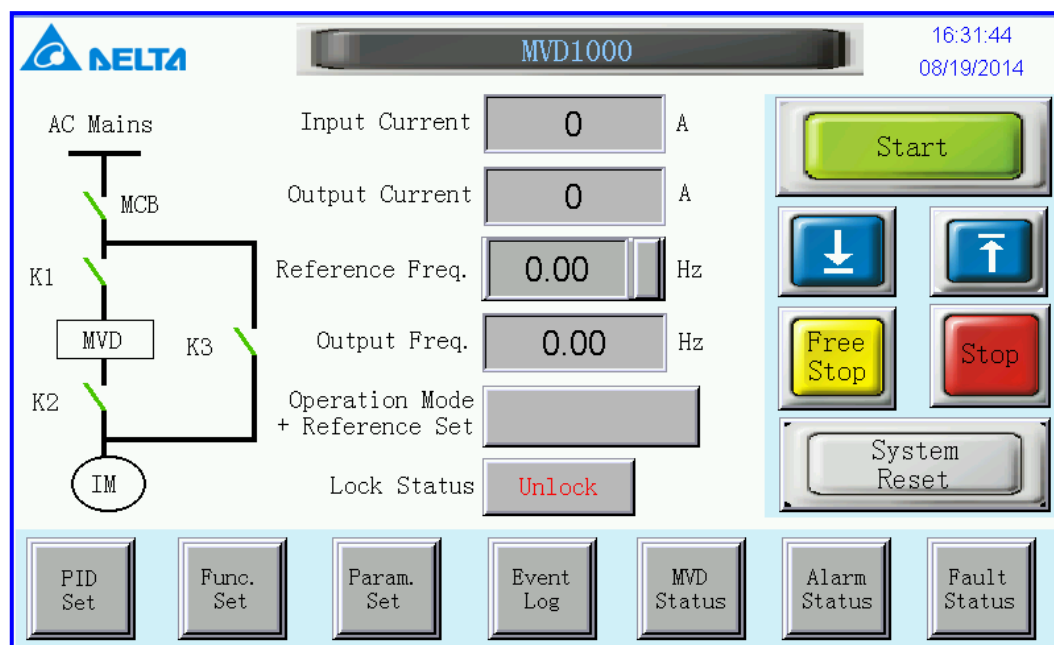 DELTA
MVD1000
16:31:44
08/19/2014
AC Mains
MCB
K1
MVD
K3
K2
IM
Input Current 0 A
Output Current 0 A
Reference Freq. 0.00 Hz
Output Freq. 0.00 Hz
Operation Mode
+ Reference Set
Lock Status Unlock
Start
Free
Stop
Stop
System
Reset
PID
Set
Func.
Set
Param.
Set
Event
Log
MVD
Status
Alarm
Status
Fault
Status